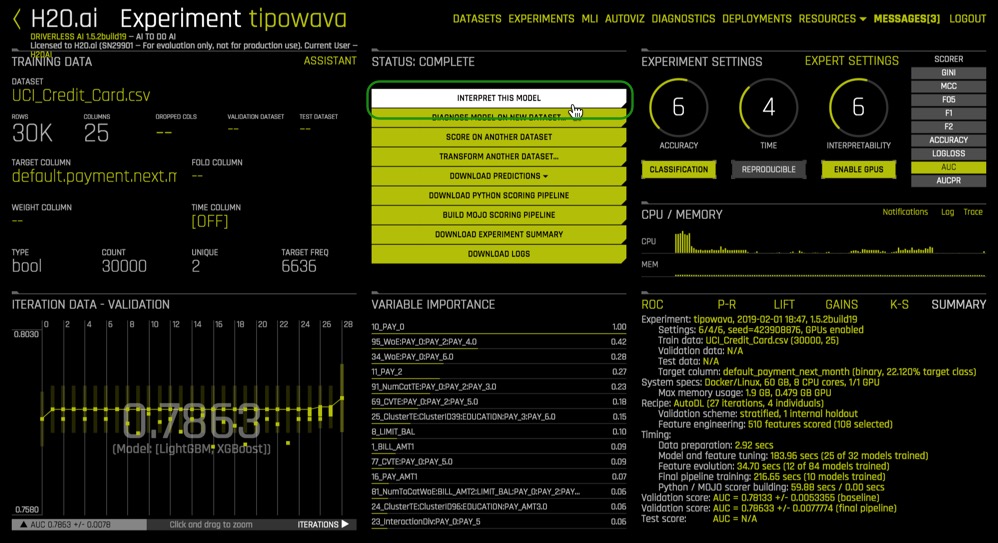 H2O.ai Experiment tipowava
DRIVERLESS AI 1.5.2build19 – AI TO DO AI
Licensed to H2O.ai (SN29901 – For evaluation only, not for production use). Current User –
H2OAI
DATASETS EXPERIMENTS MLI AUTOVIZ DIAGNOSTICS DEPLOYMENTS RESOURCES MESSAGES[3] LOGOUT
TRAINING DATA
ASSISTANT
DATASET
UCI_Credit_Card.csv
ROWS COLUMNS DROPPED COLS VALIDATION DATASET TEST DATASET
30K 25 -- -- --
TARGET COLUMN FOLD COLUMN
default.payment.next.m --
WEIGHT COLUMN TIME COLUMN
-- [OFF]
TYPE COUNT UNIQUE TARGET FREQ
bool 30000 2 6636
STATUS: COMPLETE
INTERPRET THIS MODEL
DIAGNOSE MODEL ON NEW DATASET...
SCORE ON ANOTHER DATASET
TRANSFORM ANOTHER DATASET...
DOWNLOAD PREDICTIONS
DOWNLOAD PYTHON SCORING PIPELINE
BUILD MOJO SCORING PIPELINE
DOWNLOAD EXPERIMENT SUMMARY
DOWNLOAD LOGS
EXPERIMENT SETTINGS EXPERT SETTINGS
6 4 6
ACCURACY TIME INTERPRETABILITY
CLASSIFICATION REPRODUCIBLE ENABLE GPUS
SCORER
GINI
MCC
F05
F1
F2
ACCURACY
LOGLOSS
AUC
AUCPR
CPU / MEMORY
Notifications Log Trace
CPU
MEM
ITERATION DATA - VALIDATION
0 2 4 6 8 10 12 14 16 18 20 22 24 26 28
0.8030
0.7863
(Model: [LightGBM, XGBoost])
0.7580
AUC 0.7863 +/- 0.0078
Click and drag to zoom
ITERATIONS
VARIABLE IMPORTANCE
10_PAY_0 1.00
95_WoE:PAY_0:PAY_2:PAY_4.0 0.42
34_WoE:PAY_0:PAY_6.0 0.28
11_PAY_2 0.27
91_NumCatTE:PAY_0:PAY_2:PAY_3.0 0.23
69_CVTE:PAY_0:PAY_2:PAY_5.0 0.18
25_ClusterTE:ClusterID39:EDUCATION:PAY_3:PAY_6.0 0.15
8_LIMIT_BAL 0.10
1_BILL_AMT1 0.09
77_CVTE:PAY_0:PAY_5.0 0.09
16_PAY_AMT1 0.07
81_NumToCatWoE:BILL_AMT2:LIMIT_BAL:PAY_0:PAY_2:PAY... 0.06
24_ClusterTE:ClusterID96:EDUCATION:PAY_AMT3.0 0.06
23_InteractionDiv:PAY_0:PAY_5 0.06
ROC P-R LIFT GAINS K-S SUMMARY
Experiment: tipowava, 2019-02-01 18:47, 1.5.2build19
Settings: 6/4/6, seed=423908876, GPUs enabled
Train data: UCI_Credit_Card.csv (30000, 25)
Validation data: N/A
Test data: N/A
Target column: default_payment_next_month (binary, 22.120% target class)
System specs: Docker/Linux, 60 GB, 8 CPU cores, 1/1 GPU
Max memory usage: 1.9 GB, 0.479 GB GPU
Recipe: AutoDL (27 iterations, 4 individuals)
Validation scheme: stratified, 1 internal holdout
Feature engineering: 510 features scored (108 selected)
Timing:
Data preparation: 2.92 secs
Model and feature tuning: 183.96 secs (25 of 32 models trained)
Feature evolution: 34.70 secs (12 of 84 models trained)
Final pipeline training: 216.65 secs (10 models trained)
Python / MOJO scorer building: 59.88 secs / 0.00 secs
Validation score: AUC = 0.78133 +/- 0.0053355 (baseline)
Validation score: AUC = 0.78633 +/- 0.0077774 (final pipeline)
Test score: AUC = N/A